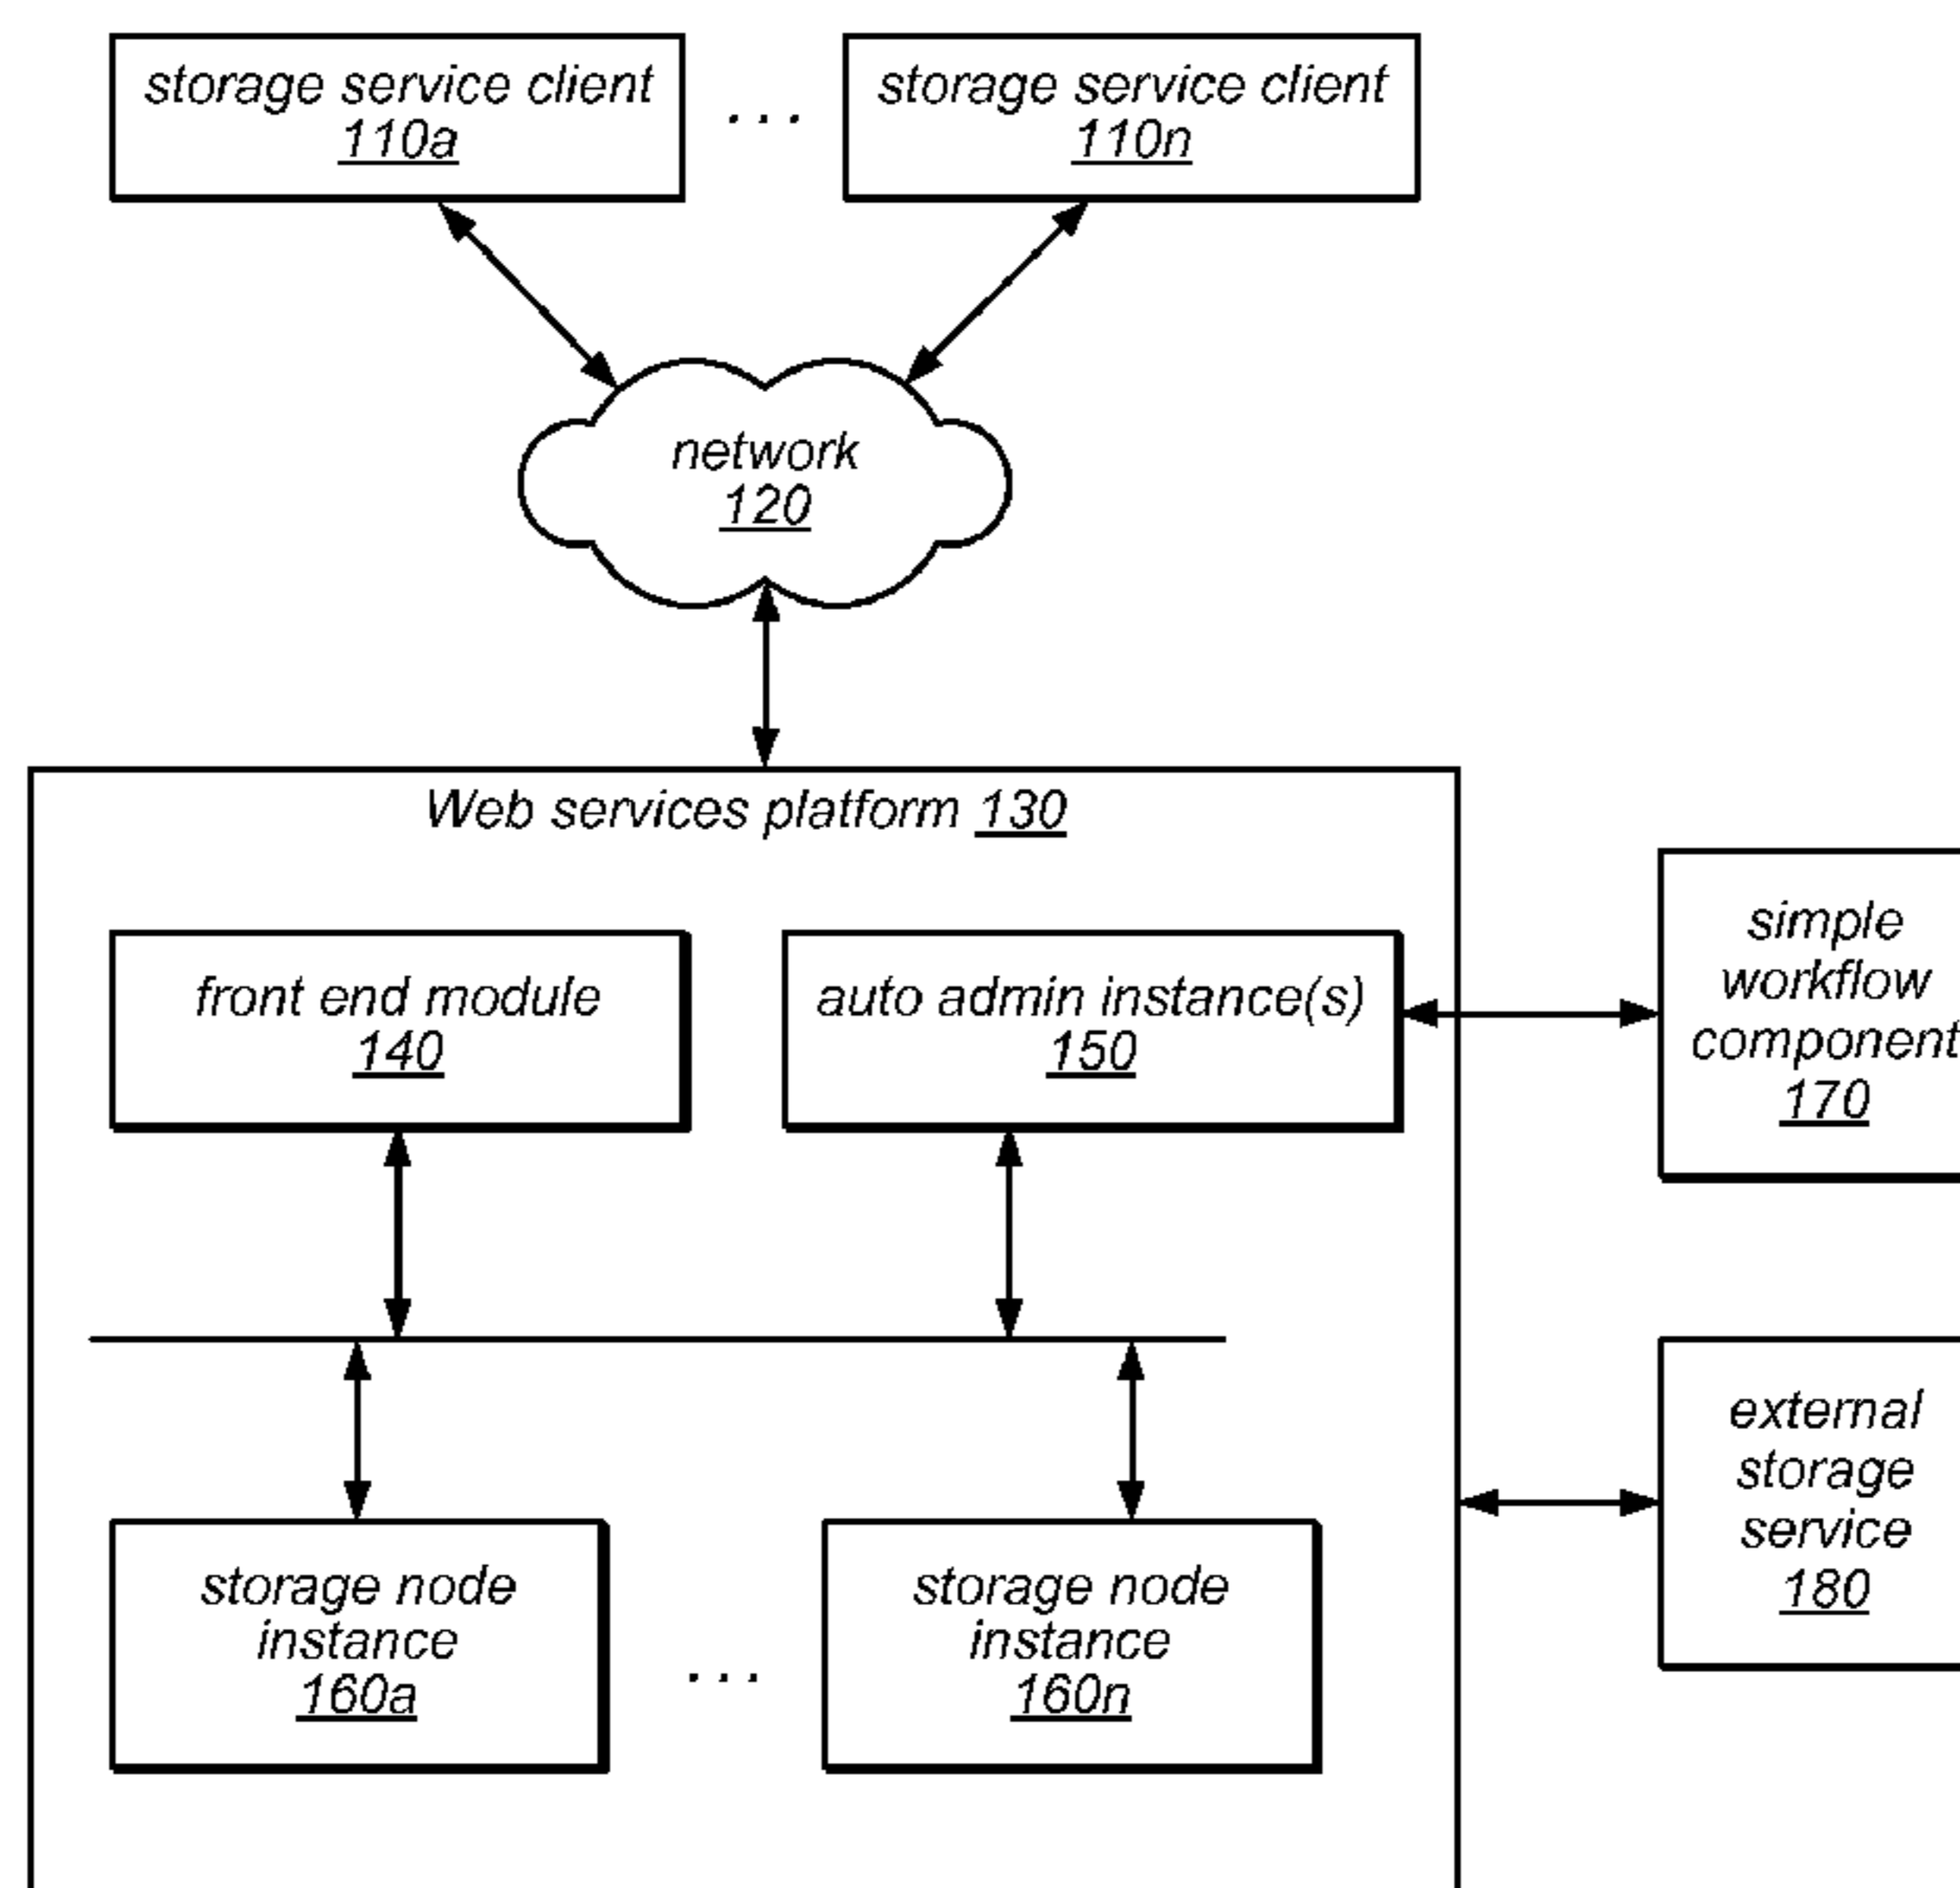 storage service client
110a
. . .
storage service client
110n
network
120
Web services platform 130
front end module
140
auto admin instance(s)
150
simple
workflow
component
170
external
storage
service
180
storage node
instance
160a
. . .
storage node
instance
160n